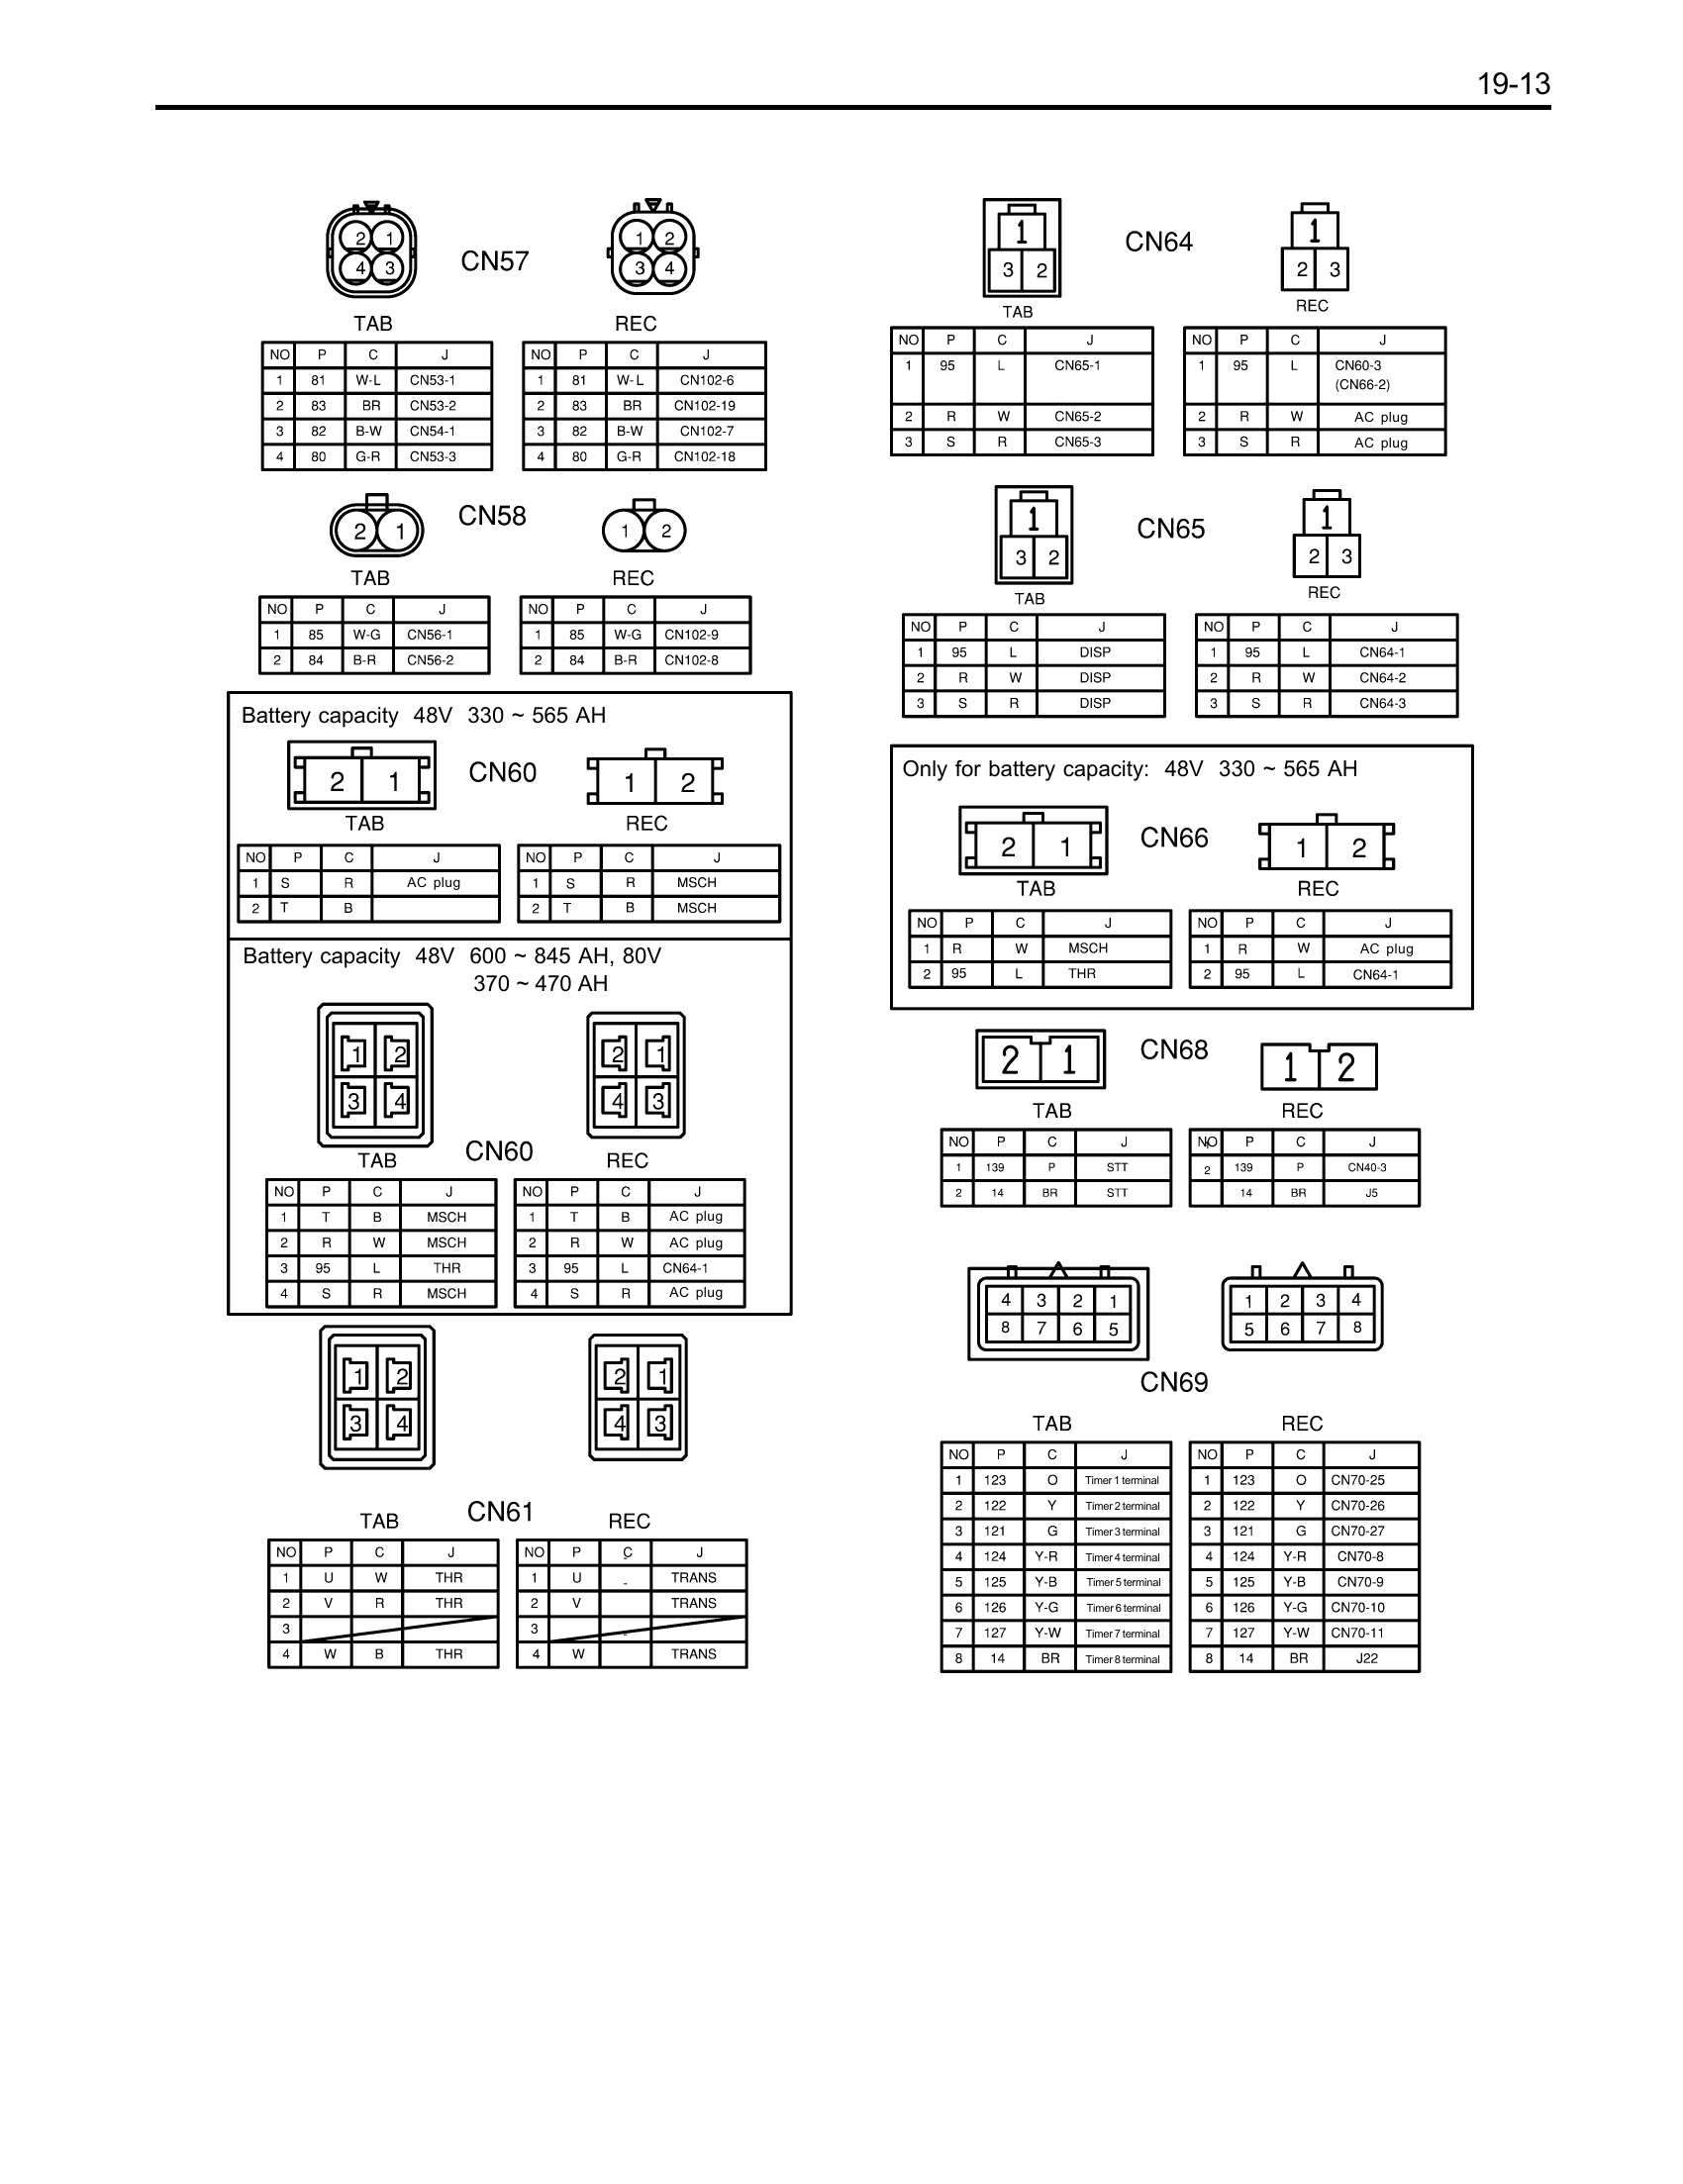 19-13
2 1
4 3
CN57
1 2
3 4
TAB
NO P C J
1 81 W-L CN53-1
2 83 BR CN53-2
3 82 B-W CN54-1
4 80 G-R CN53-3
REC
NO P C J
1 81 W-L CN102-6
2 83 BR CN102-19
3 82 B-W CN102-7
4 80 G-R CN102-18
2 1
CN58
1 2
TAB
NO P C J
1 85 W-G CN56-1
2 84 B-R CN56-2
REC
NO P C J
1 85 W-G CN102-9
2 84 B-R CN102-8
Battery capacity 48V 330 ~ 565 AH
2 1
CN60
1 2
TAB
NO P C J
1 S R AC plug
2 T B
REC
NO P C J
1 S R MSCH
2 T B MSCH
Battery capacity 48V 600 ~ 845 AH, 80V
370 ~ 470 AH
1 2
3 4
2 1
4 3
CN60
TAB
NO P C J
1 T B MSCH
2 R W MSCH
3 95 L THR
4 S R MSCH
REC
NO P C J
1 T B AC plug
2 R W AC plug
3 95 L CN64-1
4 S R AC plug
1 2
3 4
2 1
4 3
CN61
TAB
NO P C J
1 U W THR
2 V R THR
3
4 W B THR
REC
NO P C J
1 U - TRANS
2 V TRANS
3 -
4 W TRANS
1
3 2
CN64
1
2 3
TAB
NO P C J
1 95 L CN65-1
2 R W CN65-2
3 S R CN65-3
REC
NO P C J
1 95 L CN60-3
(CN66-2)
2 R W AC plug
3 S R AC plug
1
3 2
CN65
1
2 3
TAB
NO P C J
1 95 L DISP
2 R W DISP
3 S R DISP
REC
NO P C J
1 95 L CN64-1
2 R W CN64-2
3 S R CN64-3
Only for battery capacity: 48V 330 ~ 565 AH
2 1
CN66
1 2
TAB
NO P C J
1 R W MSCH
2 95 L THR
REC
NO P C J
1 R W AC plug
2 95 L CN64-1
2 1
CN68
1 2
TAB
NO P C J
1 139 P STT
2 14 BR STT
REC
NO P C J
2 139 P CN40-3
14 BR J5
4 3 2 1
8 7 6 5
1 2 3 4
5 6 7 8
CN69
TAB
NO P C J
1 123 O Timer 1 terminal
2 122 Y Timer 2 terminal
3 121 G Timer 3 terminal
4 124 Y-R Timer 4 terminal
5 125 Y-B Timer 5 terminal
6 126 Y-G Timer 6 terminal
7 127 Y-W Timer 7 terminal
8 14 BR Timer 8 terminal
REC
NO P C J
1 123 O CN70-25
2 122 Y CN70-26
3 121 G CN70-27
4 124 Y-R CN70-8
5 125 Y-B CN70-9
6 126 Y-G CN70-10
7 127 Y-W CN70-11
8 14 BR J22